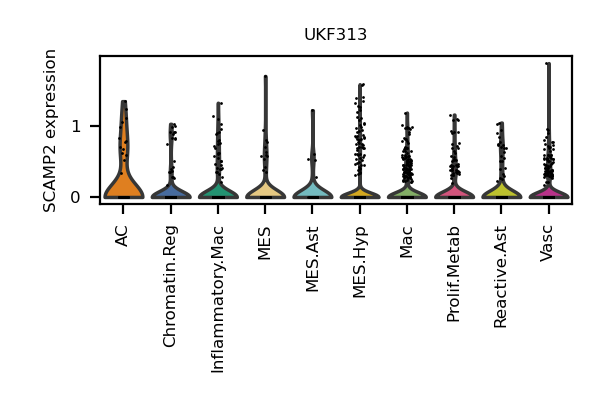 UKF313
SCAMP2 expression
1
0
AC
Chromatin.Reg
Inflammatory.Mac
MES
MES.Ast
MES.Hyp
Mac
Prolif.Metab
Reactive.Ast
Vasc